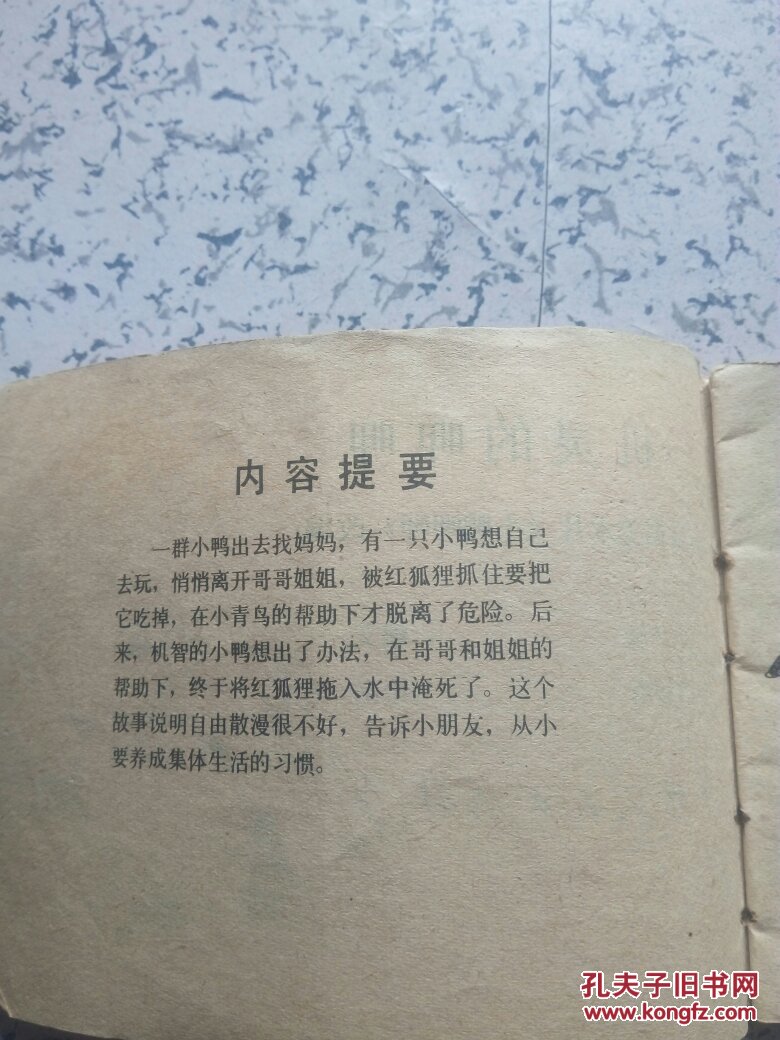 内容提要
一群小鸭出去找妈妈，有一只小鸭想自己
去玩，悄悄离开哥哥姐姐，被红狐狸抓住要把
它吃掉，在小青鸟的帮助下才脱离了危险。后
来，机智的小鸭想出了办法，在哥哥和姐姐的
帮助下，终于将红狐狸拖入水中淹死了。这个
故事说明自由散漫很不好，告诉小朋友，从小
要养成集体生活的习惯。
孔夫子旧书网
www.kongfz.com